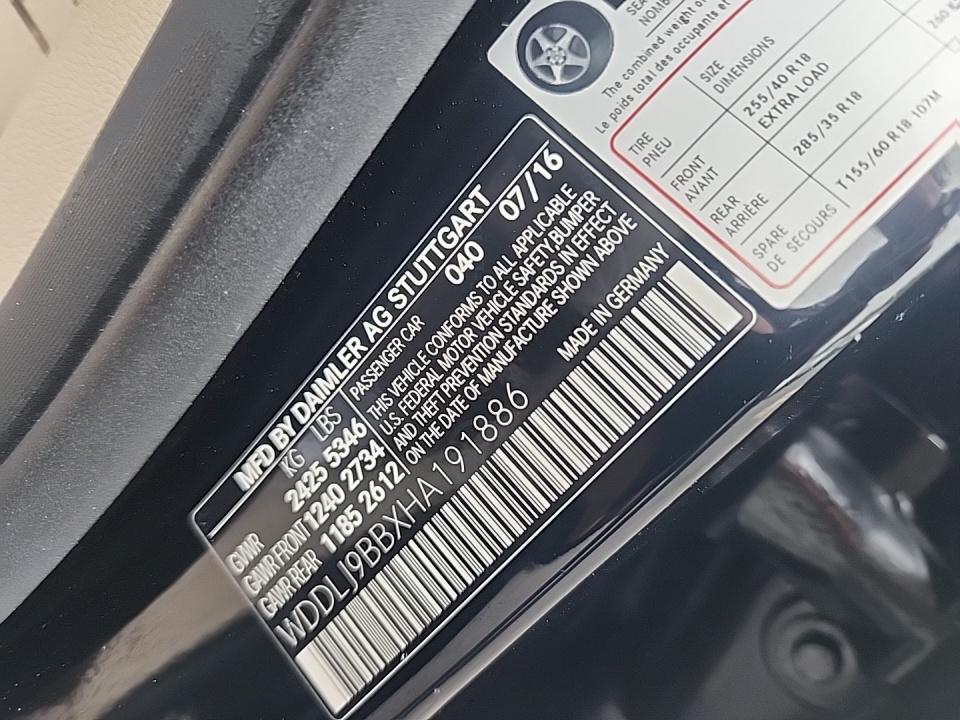 SEA
NOMB
The combined weight o
Le poids total des occupants et
TIRE
PNEU
SIZE
DIMENSIONS
FRONT
AVANT
255/40 R18
EXTRA LOAD
REAR
ARRIÈRE
285/35 R18
SPARE
DE SECOURS
T155/60 R18 107M
MFD BY DAIMLER AG STUTTGART
07/16
KG LBS
040
GVWR 2425 5346
GAWR FRONT 1240 2734
GAWR REAR 1185 2612
PASSENGER CAR
THIS VEHICLE CONFORMS TO ALL APPLICABLE
U.S. FEDERAL MOTOR VEHICLE SAFETY, BUMPER
AND THEFT PREVENTION STANDARDS IN EFFECT
ON THE DATE OF MANUFACTURE SHOWN ABOVE
MADE IN GERMANY
WDDLJ9BBXHA191886